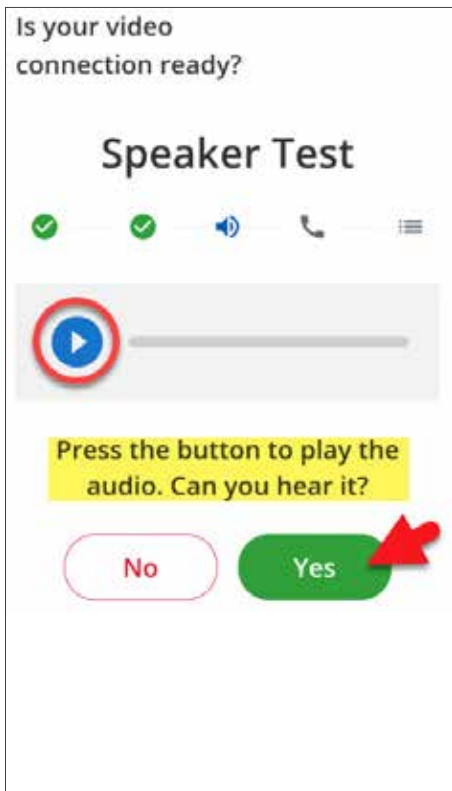 Is your video
connection ready?
Speaker Test
Press the button to play the
audio. Can you hear it?
No
Yes